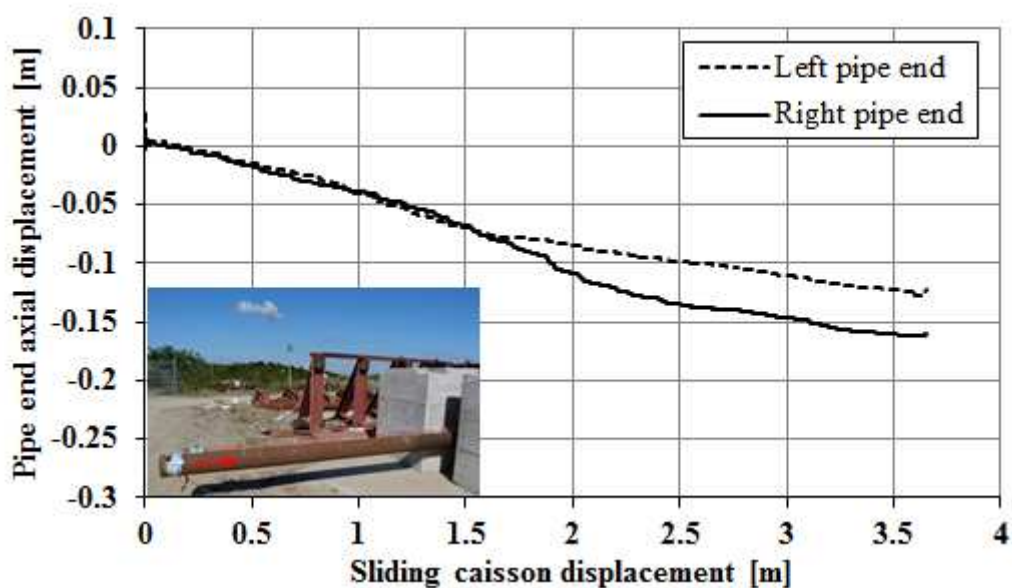 Pipe end axial displacement [m]
0.1
0.05
0
-0.05
-0.1
-0.15
-0.2
-0.25
-0.3
Left pipe end
Right pipe end
0 0.5 1 1.5 2 2.5 3 3.5 4
Sliding caisson displacement [m]